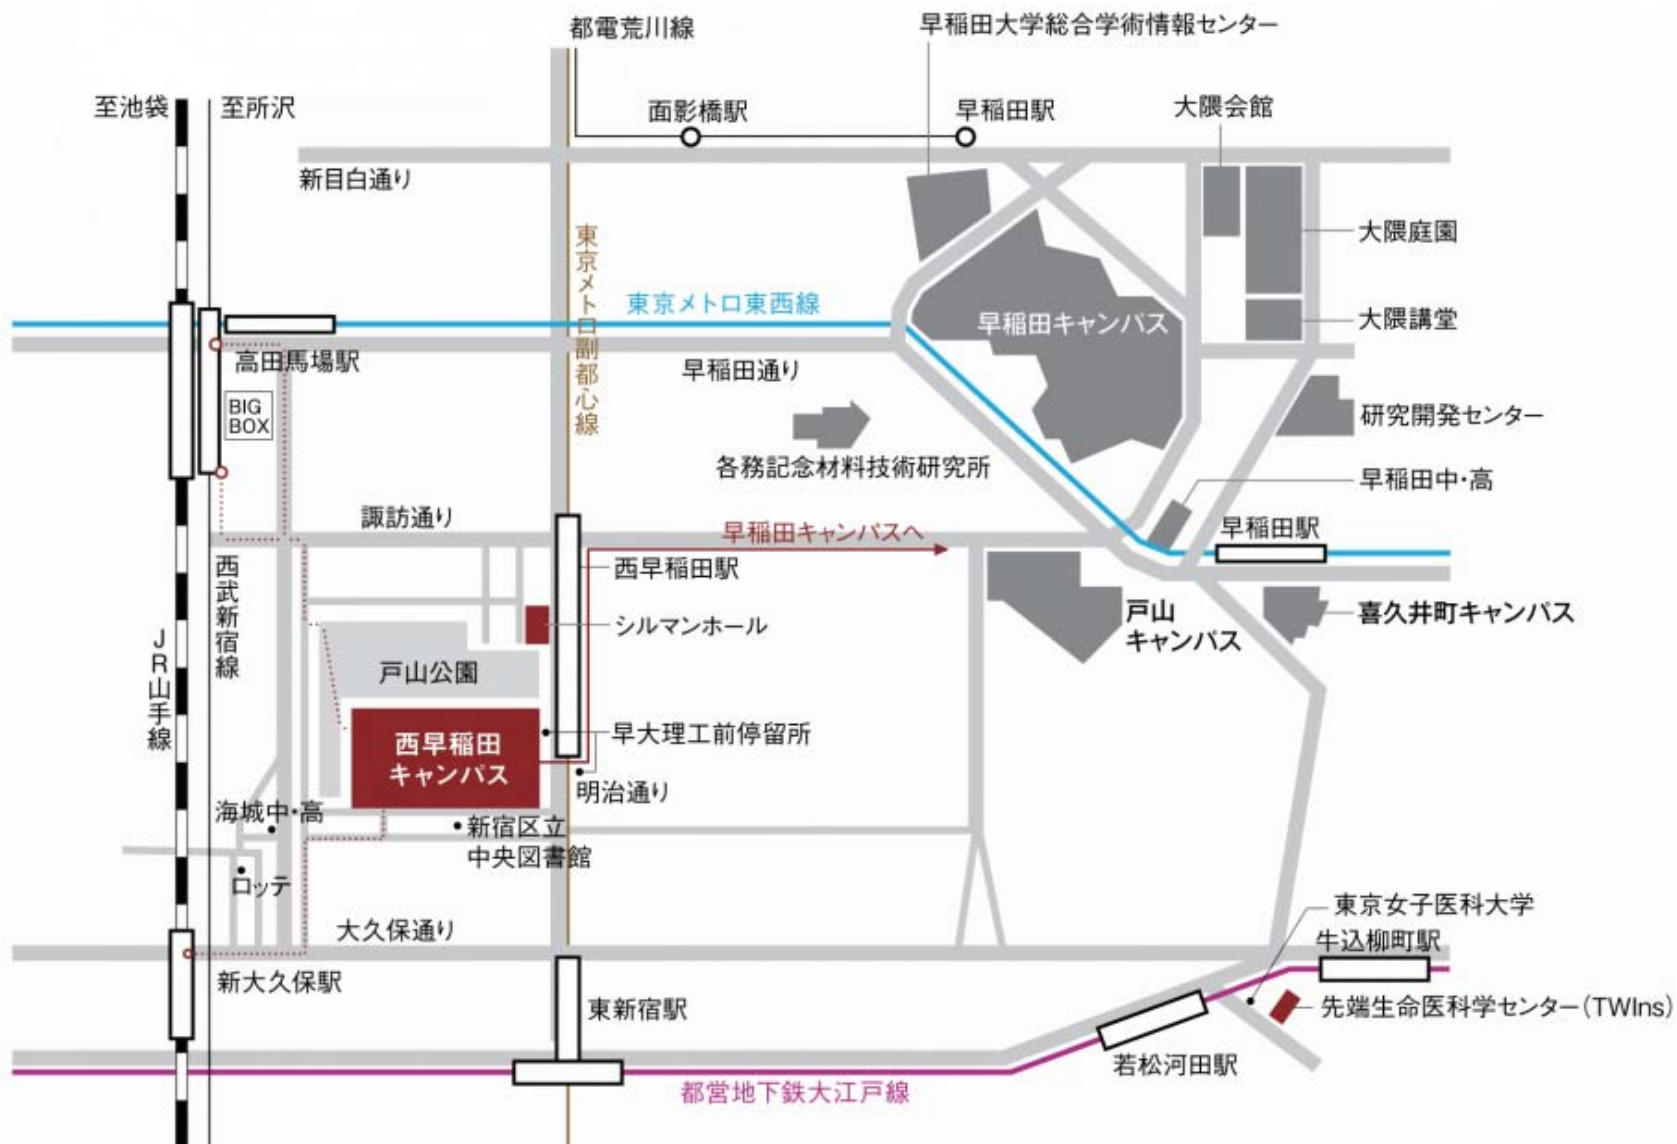 都電荒川線
早稲田大学総合学術情報センター
至池袋
至所沢
面影橋駅
早稲田駅
大隈会館
新目白通り
大隈庭園
東京メトロ副都心線
東京メトロ東西線
早稲田キャンパス
大隈講堂
高田馬場駅
早稲田通り
BIG
BOX
研究開発センター
各務記念材料技術研究所
早稲田中・高
諏訪通り
早稲田キャンパスへ
早稲田駅
西武新宿線
西早稲田駅
シルマンホール
戸山
キャンパス
喜久井町キャンパス
JR山手線
戸山公園
西早稲田
キャンパス
早大理工前停留所
明治通り
海城中・高
新宿区立
中央図書館
ロッテ
大久保通り
東京女子医科大学
牛込柳町駅
新大久保駅
東新宿駅
先端生命医科学センター(TWIns)
若松河田駅
都営地下鉄大江戸線